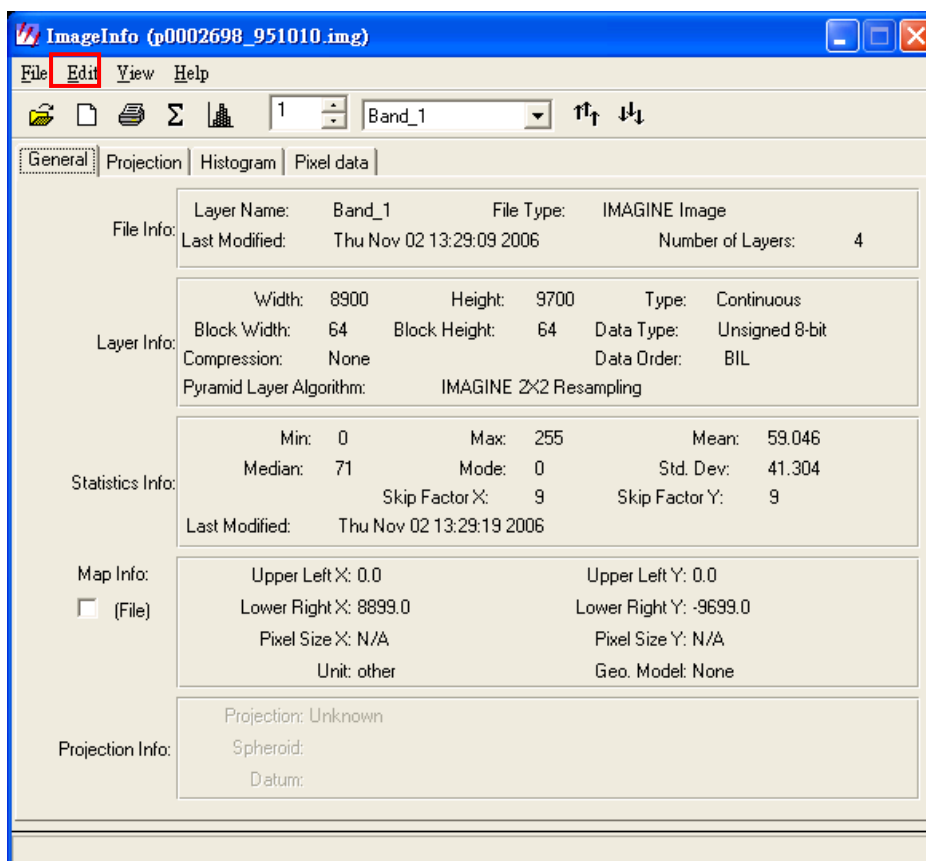 ImageInfo (p0002698_951010.img)
File Edit View Help
Σ 1 Band_1
General Projection Histogram Pixel data
File Info:
Layer Name: Band_1 File Type: IMAGINE Image
Last Modified: Thu Nov 02 13:29:09 2006 Number of Layers: 4
Layer Info:
Width: 8900 Height: 9700 Type: Continuous
Block Width: 64 Block Height: 64 Data Type: Unsigned 8-bit
Compression: None Data Order: BIL
Pyramid Layer Algorithm: IMAGINE 2X2 Resampling
Statistics Info:
Min: 0 Max: 255 Mean: 59.046
Median: 71 Mode: 0 Std. Dev: 41.304
Skip Factor X: 9 Skip Factor Y: 9
Last Modified: Thu Nov 02 13:29:19 2006
Map Info:
(File)
Upper Left X: 0.0 Upper Left Y: 0.0
Lower Right X: 8899.0 Lower Right Y: -9699.0
Pixel Size X: N/A Pixel Size Y: N/A
Unit: other Geo. Model: None
Projection Info:
Projection: Unknown
Spheroid:
Datum: